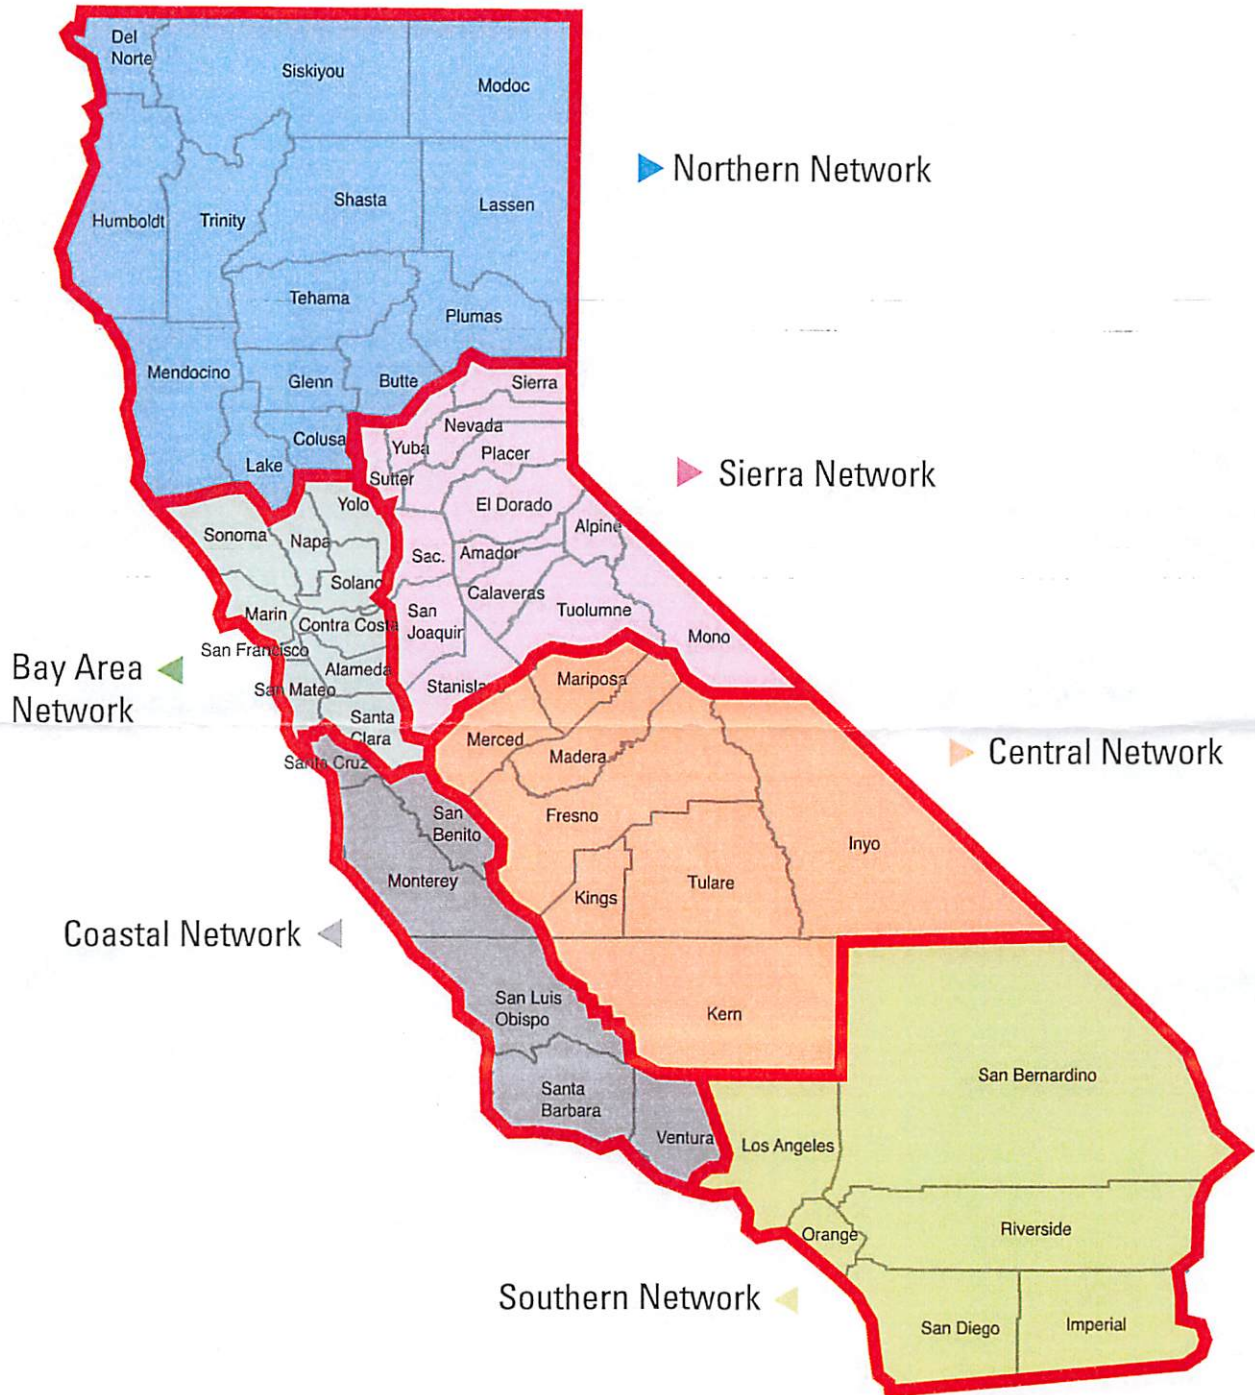 Del
Norte
Siskiyou
Modoc
Northern Network
Humboldt
Trinity
Shasta
Lassen
Tehama
Plumas
Mendocino
Glenn
Butte
Sierra
Colusa
Nevada
Yuba
Placer
Lake
Sutter
Sierra Network
Yolo
El Dorado
Alpine
Sonoma
Napa
Sac.
Amador
Solano
Calaveras
Tuolumne
Marin
Contra Costa
San
Joaquin
Mono
San Francisco
Alameda
Bay Area
Network
San Mateo
Stanislaus
Mariposa
Santa
Clara
Merced
Madera
Central Network
Santa Cruz
San
Benito
Fresno
Inyo
Monterey
Kings
Tulare
Coastal Network
San Luis
Obispo
Kern
San Bernardino
Santa
Barbara
Ventura
Los Angeles
Orange
Riverside
Southern Network
San Diego
Imperial